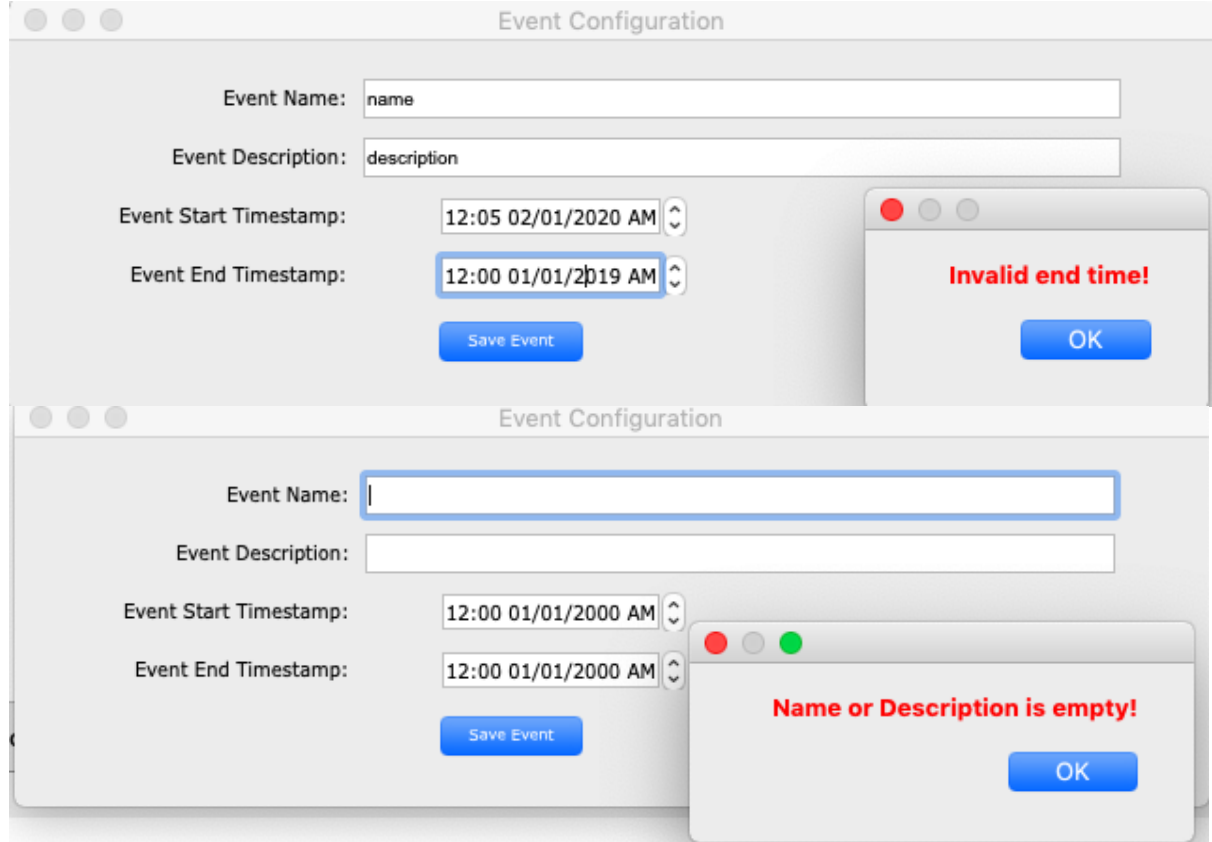 Event Configuration
Event Name: name
Event Description: description
Event Start Timestamp: 12:05 02/01/2020 AM
Event End Timestamp: 12:00 01/01/2019 AM
Save Event
Invalid end time!
OK
Event Configuration
Event Name:
Event Description:
Event Start Timestamp: 12:00 01/01/2000 AM
Event End Timestamp: 12:00 01/01/2000 AM
Save Event
Name or Description is empty!
OK